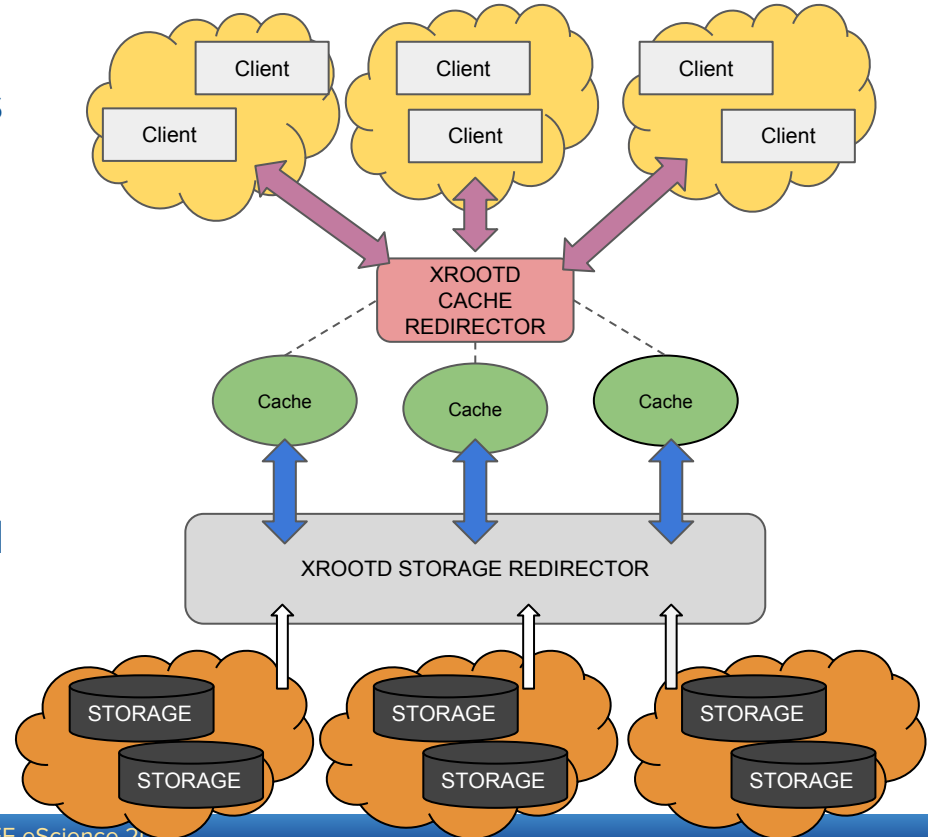 Client
Client
Client
Client
Client
Client
XROOTD
CACHE
REDIRECTOR
Cache
Cache
Cache
XROOTD STORAGE REDIRECTOR
STORAGE
STORAGE
STORAGE
STORAGE
STORAGE
STORAGE
eScience